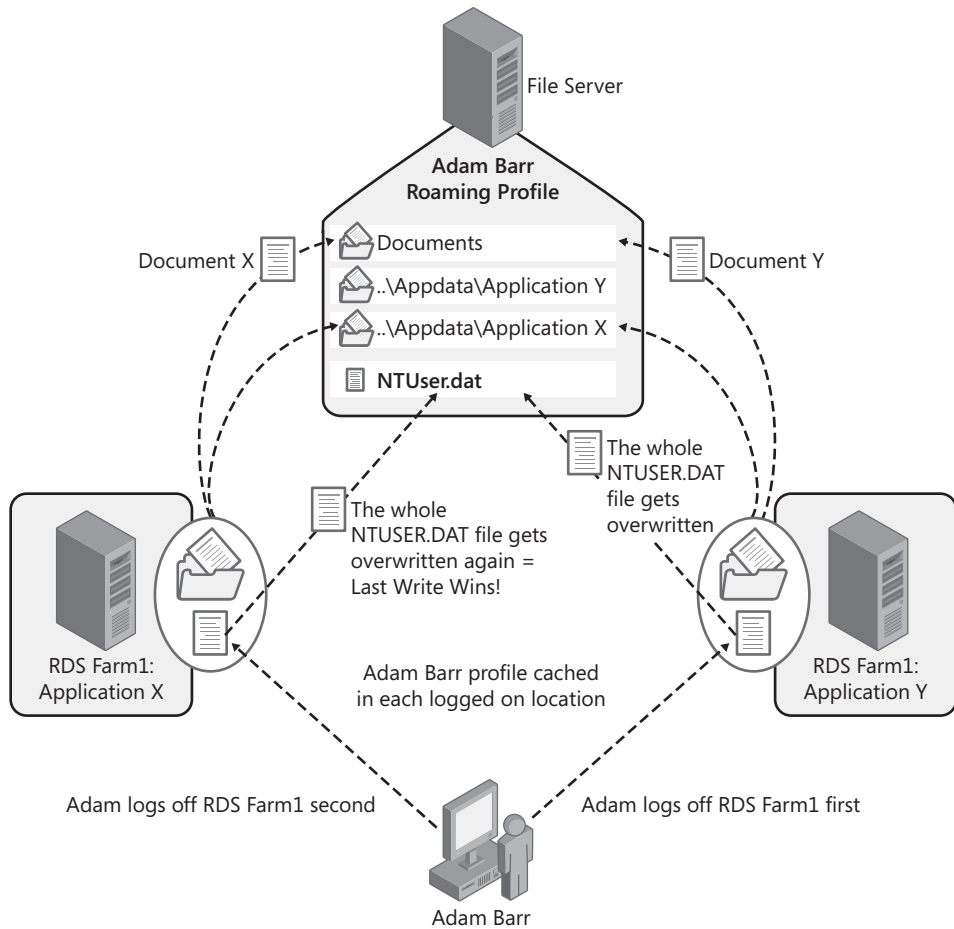 File Server
Adam Barr
Roaming Profile
Documents
..\Appdata\Application Y
..\Appdata\Application X
NTUser.dat
Document X
Document Y
The whole
NTUSER.DAT file gets
overwritten again =
Last Write Wins!
The whole
NTUSER.DAT
file gets
overwritten
RDS Farm1:
Application X
Adam Barr profile cached
in each logged on location
RDS Farm1:
Application Y
Adam logs off RDS Farm1 second
Adam logs off RDS Farm1 first
Adam Barr